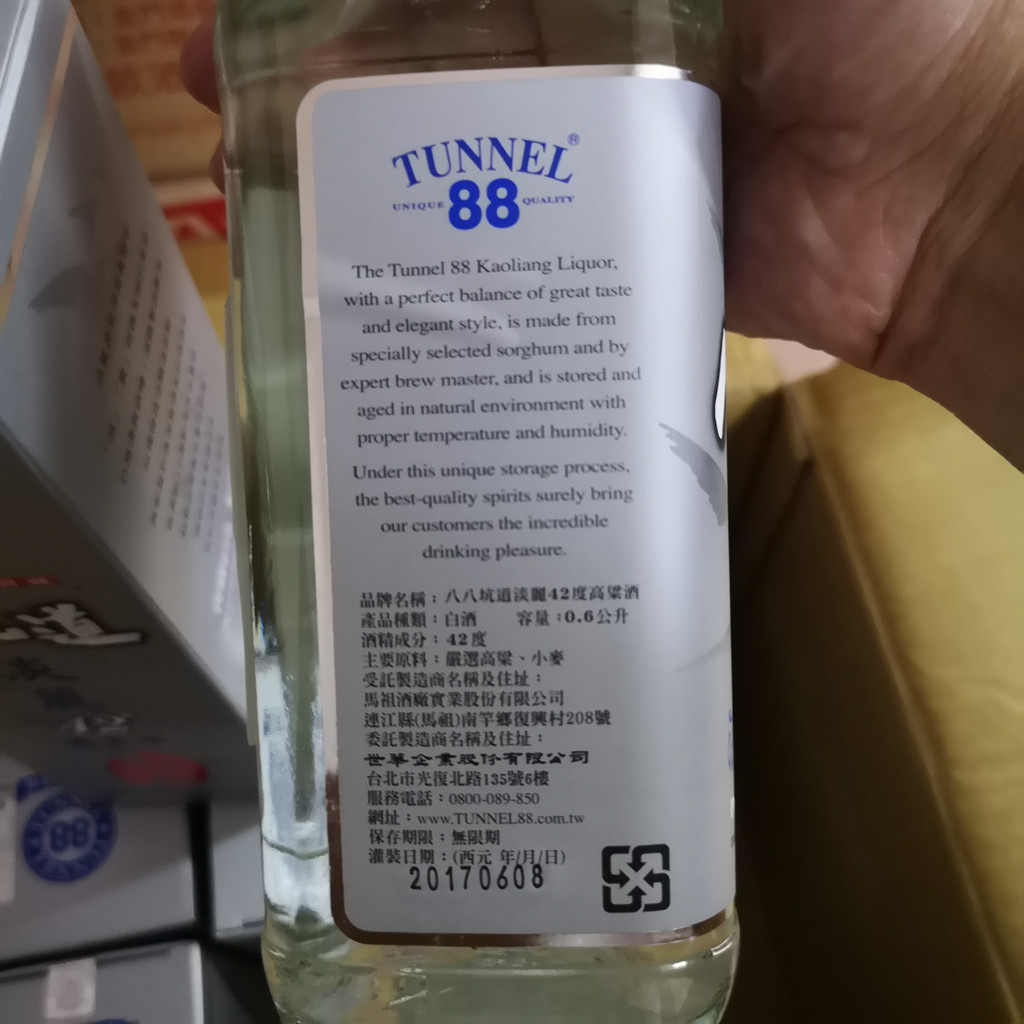 TUNNEL®
UNIQUE 88 QUALITY
The Tunnel 88 Kaoliang Liquor,
with a perfect balance of great taste
and elegant style, is made from
specially selected sorghum and by
expert brew master, and is stored and
aged in natural environment with
proper temperature and humidity.
Under this unique storage process,
the best-quality spirits surely bring
our customers the incredible
drinking pleasure.
品牌名稱：八八坑道淡麗42度高粱酒
產品種類：白酒 容量：0.6公升
酒精成分：42度
主要原料：嚴選高粱、小麥
受託製造商名稱及住址：
馬祖酒廠實業股份有限公司
連江縣(馬祖)南竿鄉復興村208號
委託製造商名稱及住址：
世華企業股份有限公司
台北市光復北路135號6樓
服務電話：0800-089-850
網址：www.TUNNEL88.com.tw
保存期限：無限期
灌裝日期：(西元 年/月/日)
20170608
道
42
TUNNEL
88